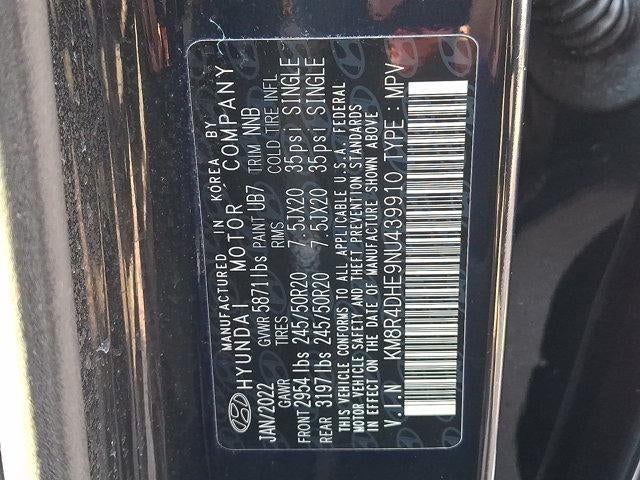 MANUFACTURED IN KOREA BY
HYUNDAI MOTOR COMPANY
JAN/2022 GVWR 5871lbs PAINT UB7 TRIM NNB
GAWR TIRES RIMS COLD TIRE INFL
FRONT 2954 lbs 245/50R20 7.5JX20 35psi SINGLE
REAR 3197 lbs 245/50R20 7.5JX20 35psi SINGLE
THIS VEHICLE CONFORMS TO ALL APPLICABLE U.S.A. FEDERAL
MOTOR VEHICLE SAFETY AND THEFT PREVENTION STANDARDS
IN EFFECT ON THE DATE OF MANUFACTURE SHOWN ABOVE
V.I.N KM8R4DHE9NU439910 TYPE : MPV